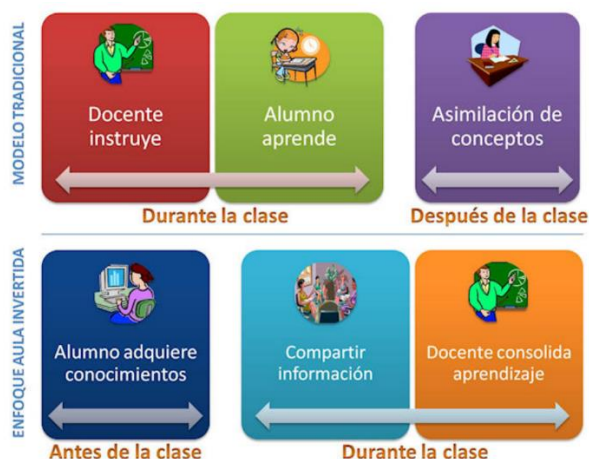 MODELO TRADICIONAL
Docente
instruye
Alumno
aprende
Asimilación de
conceptos
Durante la clase
Después de la clase
ENFOQUE AULA INVERTIDA
Alumno adquiere
conocimientos
Compartir
información
Docente consolida
aprendizaje
Antes de la clase
Durante la clase